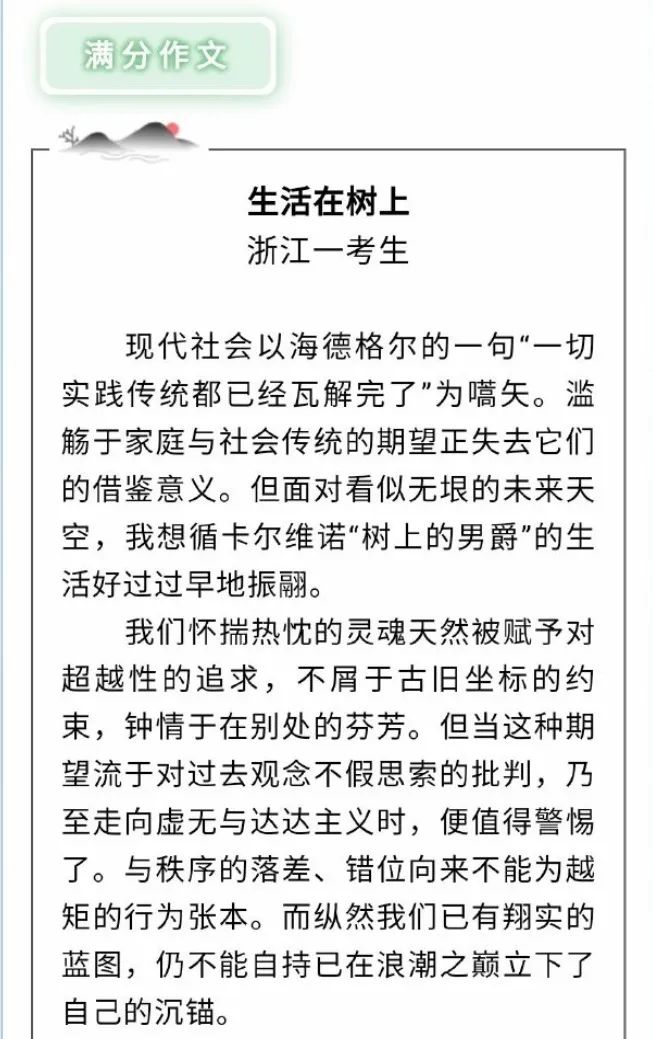 满分作文
生活在树上
浙江一考生
现代社会以海德格尔的一句“一切
实践传统都已经瓦解完了”为嚆矢。滥
觞于家庭与社会传统的期望正失去它们
的借鉴意义。但面对看似无垠的未来天
空，我想循卡尔维诺“树上的男爵”的生
活好过过早地振翮。
我们怀揣热忱的灵魂天然被赋予对
超越性的追求，不屑于古旧坐标的约
束，钟情于在别处的芬芳。但当这种期
望流于对过去观念不假思索的批判，乃
至走向虚无与达达主义时，便值得警惕
了。与秩序的落差、错位向来不能为越
矩的行为张本。而纵然我们已有翔实的
蓝图，仍不能自持已在浪潮之巅立下了
自己的沉锚。